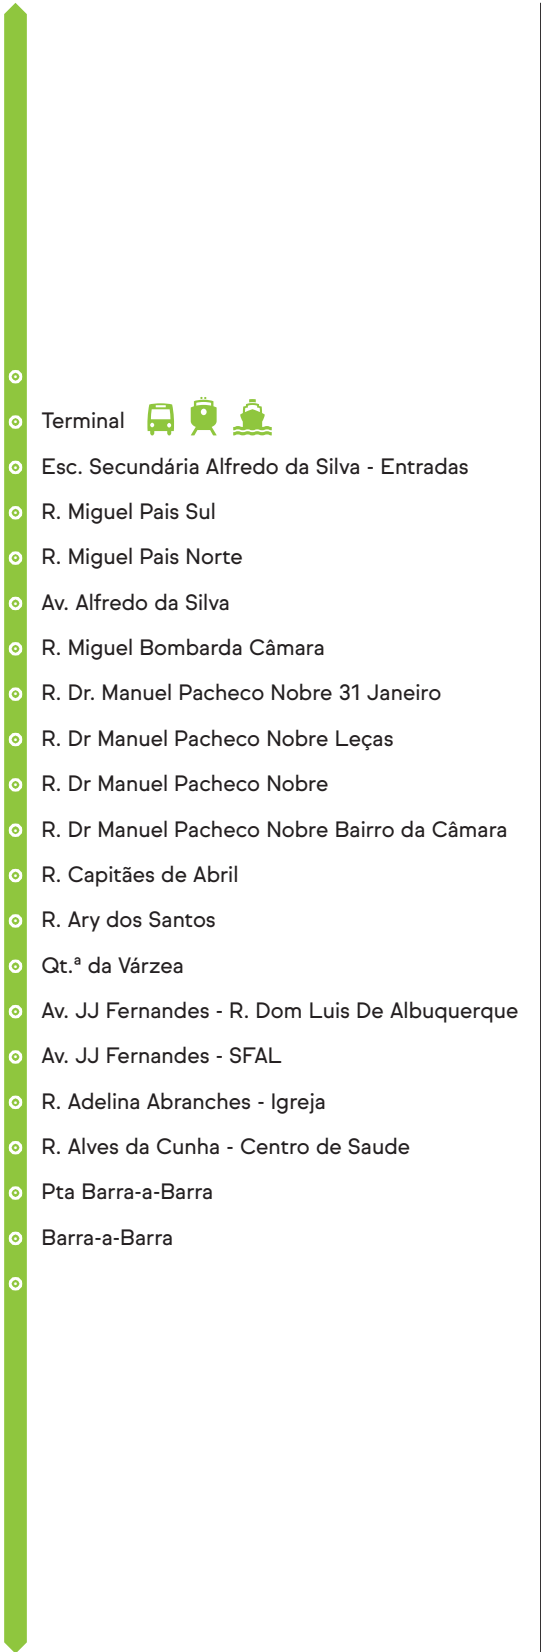 Terminal
Esc. Secundária Alfredo da Silva - Entradas
R. Miguel Pais Sul
R. Miguel Pais Norte
Av. Alfredo da Silva
R. Miguel Bombarda Câmara
R. Dr. Manuel Pacheco Nobre 31 Janeiro
R. Dr Manuel Pacheco Nobre Leças
R. Dr Manuel Pacheco Nobre
R. Dr Manuel Pacheco Nobre Bairro da Câmara
R. Capitães de Abril
R. Ary dos Santos
Qt.ª da Várzea
Av. JJ Fernandes - R. Dom Luis De Albuquerque
Av. JJ Fernandes - SFAL
R. Adelina Abranches - Igreja
R. Alves da Cunha - Centro de Saude
Pta Barra-a-Barra
Barra-a-Barra